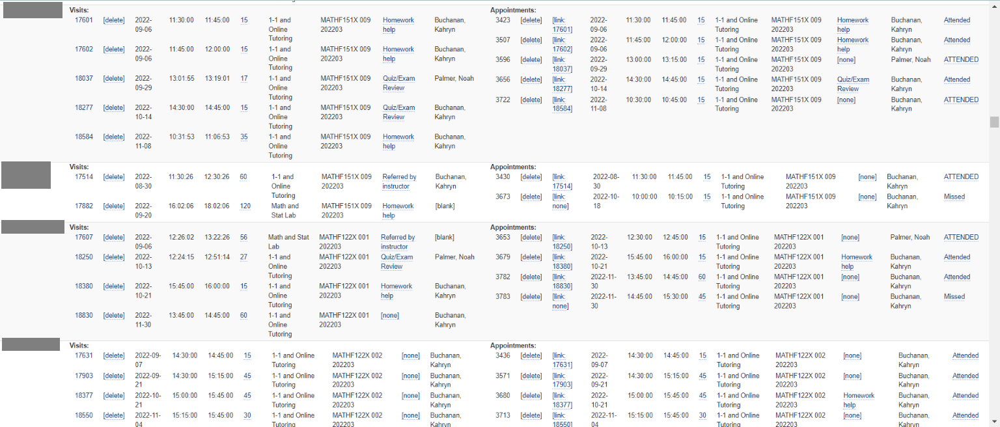 Visits: Appointments:
17601 [delete] 2022- 11:30:00 11:45:00 15 1-1 and MATHF151X 009 Homework Buchanan, 3423 [delete] [link: 2022- 11:30:00 11:45:00 15 1-1 and Online MATHF151X 009 Homework Buchanan, Attended
09-06 Online 202203 help Kahryn 17601] 09-06 Tutoring 202203 help Kahryn
Tutoring
3507 [delete] [link: 2022- 11:45:00 12:00:00 15 1-1 and Online MATHF151X 009 Homework Buchanan, Attended
17602] 09-06 Tutoring 202203 help Kahryn
17602 [delete] 2022- 11:45:00 12:00:00 15 1-1 and MATHF151X 009 Homework Buchanan,
09-06 Online 202203 help Kahryn
Tutoring
3596 [delete] [link: 2022- 13:00:00 13:15:00 15 1-1 and Online MATHF151X 009 [none] Palmer, Noah ATTENDED
18037] 09-29 Tutoring 202203
18037 [delete] 2022- 13:01:55 13:19:01 17 1-1 and MATHF151X 009 Quiz/Exam Palmer, Noah 3656 [delete] [link: 2022- 14:30:00 14:45:00 15 1-1 and Online MATHF151X 009 Quiz/Exam Buchanan, Attended
09-29 Online 202203 Review 18277] 10-14 Tutoring 202203 Review Kahryn
Tutoring
3722 [delete] [link: 2022- 10:30:00 10:45:00 15 1-1 and Online MATHF151X 009 [none] Buchanan, ATTENDED
18584] 11-08 Tutoring 202203 Kahryn
18277 [delete] 2022- 14:30:00 14:45:00 15 1-1 and MATHF151X 009 Quiz/Exam Buchanan,
10-14 Online 202203 Review Kahryn
Tutoring
18584 [delete] 2022- 10:31:53 11:06:53 35 1-1 and MATHF151X 009 Homework Buchanan,
11-08 Online 202203 help Kahryn
Tutoring
Visits: Appointments:
17514 [delete] 2022- 11:30:26 12:30:26 60 1-1 and MATHF151X 009 Referred by Buchanan, 3430 [delete] [link: 2022-08- 11:30:00 11:45:00 15 1-1 and Online MATHF151X 009 [none] Buchanan, ATTENDED
08-30 Online 202203 instructor Kahryn 17514] 30 Tutoring 202203 Kahryn
Tutoring
3673 [delete] [link: 2022-10- 10:00:00 10:15:00 15 1-1 and Online MATHF151X 009 [none] Buchanan, Missed
none] 18 Tutoring 202203 Kahryn
17882 [delete] 2022- 16:02:06 18:02:06 120 Math and MATHF151X 009 Homework [blank]
09-20 Stat Lab 202203 help
Visits: Appointments:
17607 [delete] 2022- 12:26:02 13:22:26 56 Math and Stat MATHF122X 001 Referred by [blank] 3653 [delete] [link: 2022- 12:30:00 12:45:00 15 1-1 and Online MATHF122X 001 [none] Palmer, Noah ATTENDED
09-06 Lab 202203 instructor 18250] 10-13 Tutoring 202203
18250 [delete] 2022- 12:24:15 12:51:14 27 1-1 and MATHF122X 001 Quiz/Exam Palmer, Noah 3679 [delete] [link: 2022- 15:45:00 16:00:00 15 1-1 and Online MATHF122X 001 Homework Buchanan, Attended
10-13 Online 202203 Review 18380] 10-21 Tutoring 202203 help Kahryn
Tutoring
3782 [delete] [link: 2022-11- 13:45:00 14:45:00 60 1-1 and Online MATHF122X 001 [none] Buchanan, Attended
18830] 30 Tutoring 202203 Kahryn
18380 [delete] 2022- 15:45:00 16:00:00 15 1-1 and MATHF122X 001 Homework Buchanan,
10-21 Online 202203 help Kahryn
Tutoring
3783 [delete] [link: 2022-11- 14:45:00 15:30:00 45 1-1 and Online MATHF122X 001 [none] Buchanan, Missed
none] 30 Tutoring 202203 Kahryn
18830 [delete] 2022- 13:45:00 14:45:00 60 1-1 and MATHF122X 001 [none] Buchanan,
11-30 Online 202203 Kahryn
Tutoring
Visits: Appointments:
17631 [delete] 2022-09- 14:30:00 14:45:00 15 1-1 and Online MATHF122X 002 [none] Buchanan, 3436 [delete] [link: 2022- 14:30:00 14:45:00 15 1-1 and Online MATHF122X 002 [none] Buchanan, Attended
07 Tutoring 202203 Kahryn 17631] 09-07 Tutoring 202203 Kahryn
17903 [delete] 2022-09- 14:30:00 15:15:00 45 1-1 and Online MATHF122X 002 [none] Buchanan, 3571 [delete] [link: 2022- 14:30:00 15:15:00 45 1-1 and Online MATHF122X 002 [none] Buchanan, Attended
21 Tutoring 202203 Kahryn 17903] 09-21 Tutoring 202203 Kahryn
18377 [delete] 2022-10- 15:00:00 15:45:00 45 1-1 and Online MATHF122X 002 [none] Buchanan, 3680 [delete] [link: 2022- 15:00:00 15:45:00 45 1-1 and Online MATHF122X 002 Homework Buchanan, Attended
21 Tutoring 202203 Kahryn 18377] 10-21 Tutoring 202203 help Kahryn
18550 [delete] 2022-11- 15:15:00 15:45:00 30 1-1 and Online MATHF122X 002 [none] Buchanan, 3713 [delete] [link: 2022-11- 15:15:00 15:45:00 30 1-1 and Online MATHF122X 002 [none] Buchanan, Attended
04 Tutoring 202203 Kahryn 18550] 04 Tutoring 202203 Kahryn